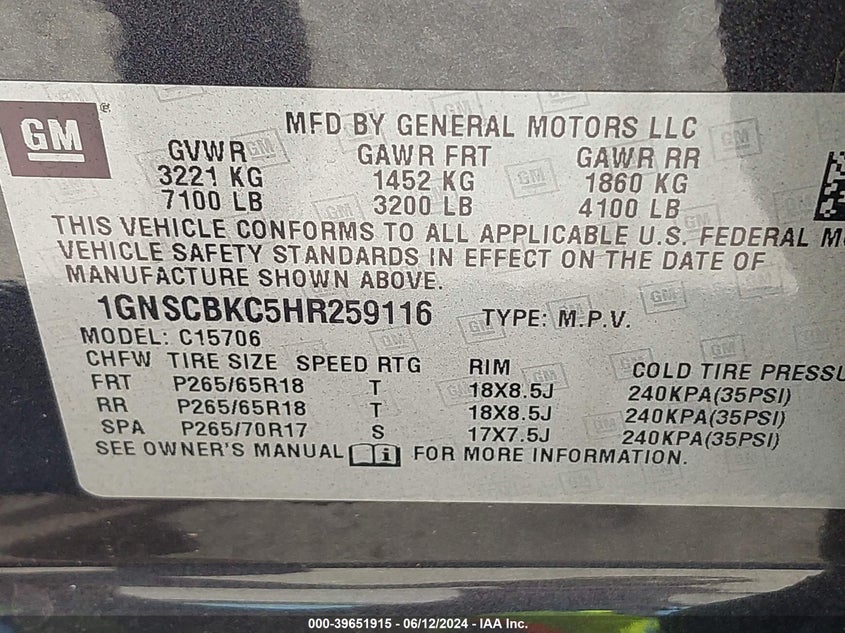 GM ®
MFD BY GENERAL MOTORS LLC
GVWR GAWR FRT GAWR RR
3221 KG 1452 KG 1860 KG
7100 LB 3200 LB 4100 LB
THIS VEHICLE CONFORMS TO ALL APPLICABLE U.S. FEDERAL M
VEHICLE SAFETY STANDARDS IN EFFECT ON THE DATE OF
MANUFACTURE SHOWN ABOVE.
1GNSCBKC5HR259116 TYPE: M.P.V.
MODEL: C15706
CHFW TIRE SIZE SPEED RTG RIM COLD TIRE PRESSU
FRT P265/65R18 T 18X8.5J 240KPA(35PSI)
RR P265/65R18 T 18X8.5J 240KPA(35PSI)
SPA P265/70R17 S 17X7.5J 240KPA(35PSI)
SEE OWNER'S MANUAL FOR MORE INFORMATION.
000-39651915 - 06/12/2024 - IAA Inc.